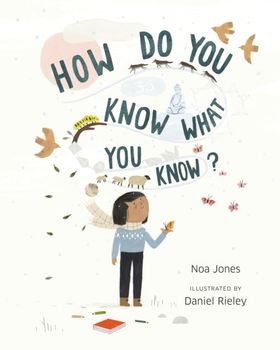 HOW DO YOU
KNOW WHAT
YOU KNOW?
Noa Jones
ILLUSTRATED BY
Daniel Rieley